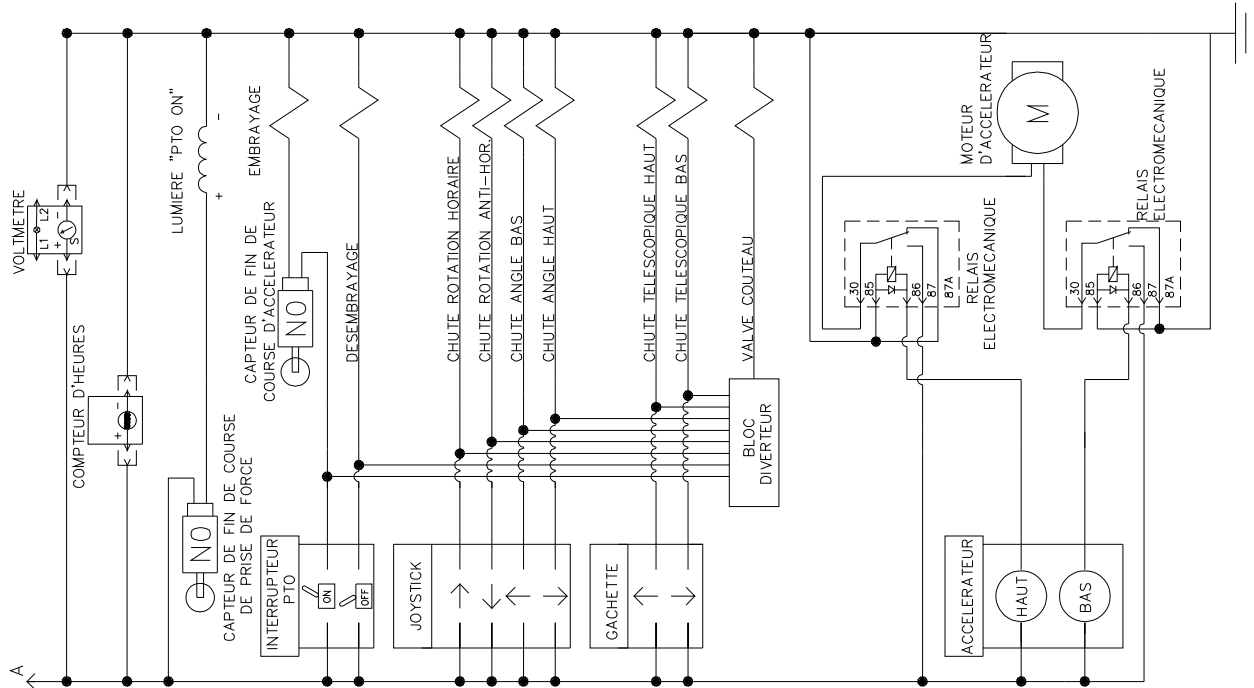 A
VOLTMETRE
L1 L2
+ -
S
COMPTEUR D'HEURES
+ -
LUMIERE "PTO ON"
+ -
NO
CAPTEUR DE FIN DE COURSE
DE PRISE DE FORCE
EMBRAYAGE
CAPTEUR DE FIN DE
COURSE D'ACCELERATEUR
NO
DESEMBRAYAGE
INTERRUPTEUR
PTO
ON
OFF
CHUTE ROTATION HORAIRE
CHUTE ROTATION ANTI-HOR.
CHUTE ANGLE BAS
CHUTE ANGLE HAUT
JOYSTICK
CHUTE TELESCOPIQUE HAUT
CHUTE TELESCOPIQUE BAS
GACHETTE
VALVE COUTEAU
BLOC
DIVERTEUR
MOTEUR
D'ACCELERATEUR
M
30
85
86
87
87A
RELAIS
ELECTROMECANIQUE
30
85
86
87
87A
RELAIS
ELECTROMECANIQUE
ACCELERATEUR
HAUT
BAS